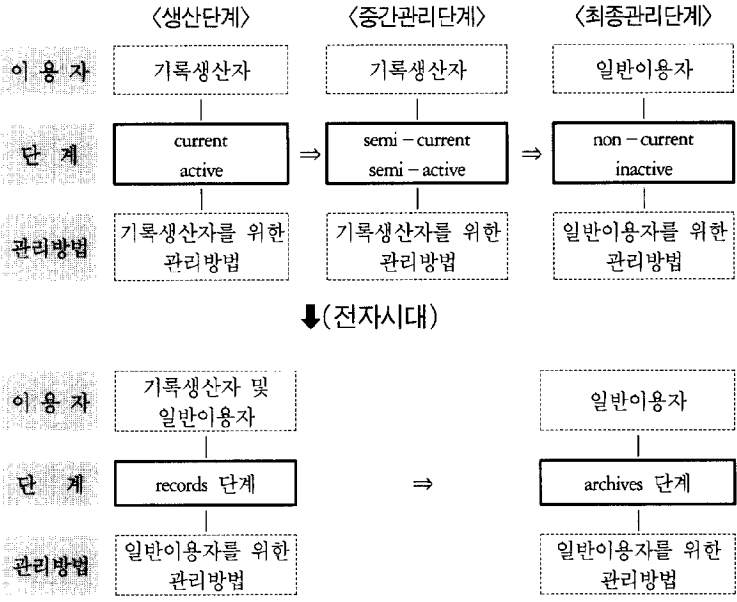 〈생산단계〉 〈중간관리단계〉 〈최종관리단계〉
이 용 자 기록생산자 기록생산자 일반이용자
current semi-current non-current
단 계 ⇒ ⇒
active semi-active inactive
기록생산자를 위한 기록생산자를 위한 일반이용자를 위한
관리방법
관리방법 관리방법 관리방법
⬇(전자시대)
기록생산자 및
이 용 자 일반이용자
일반이용자
단 계 records 단계 ⇒ archives 단계
일반이용자를 위한 일반이용자를 위한
관리방법
관리방법 관리방법